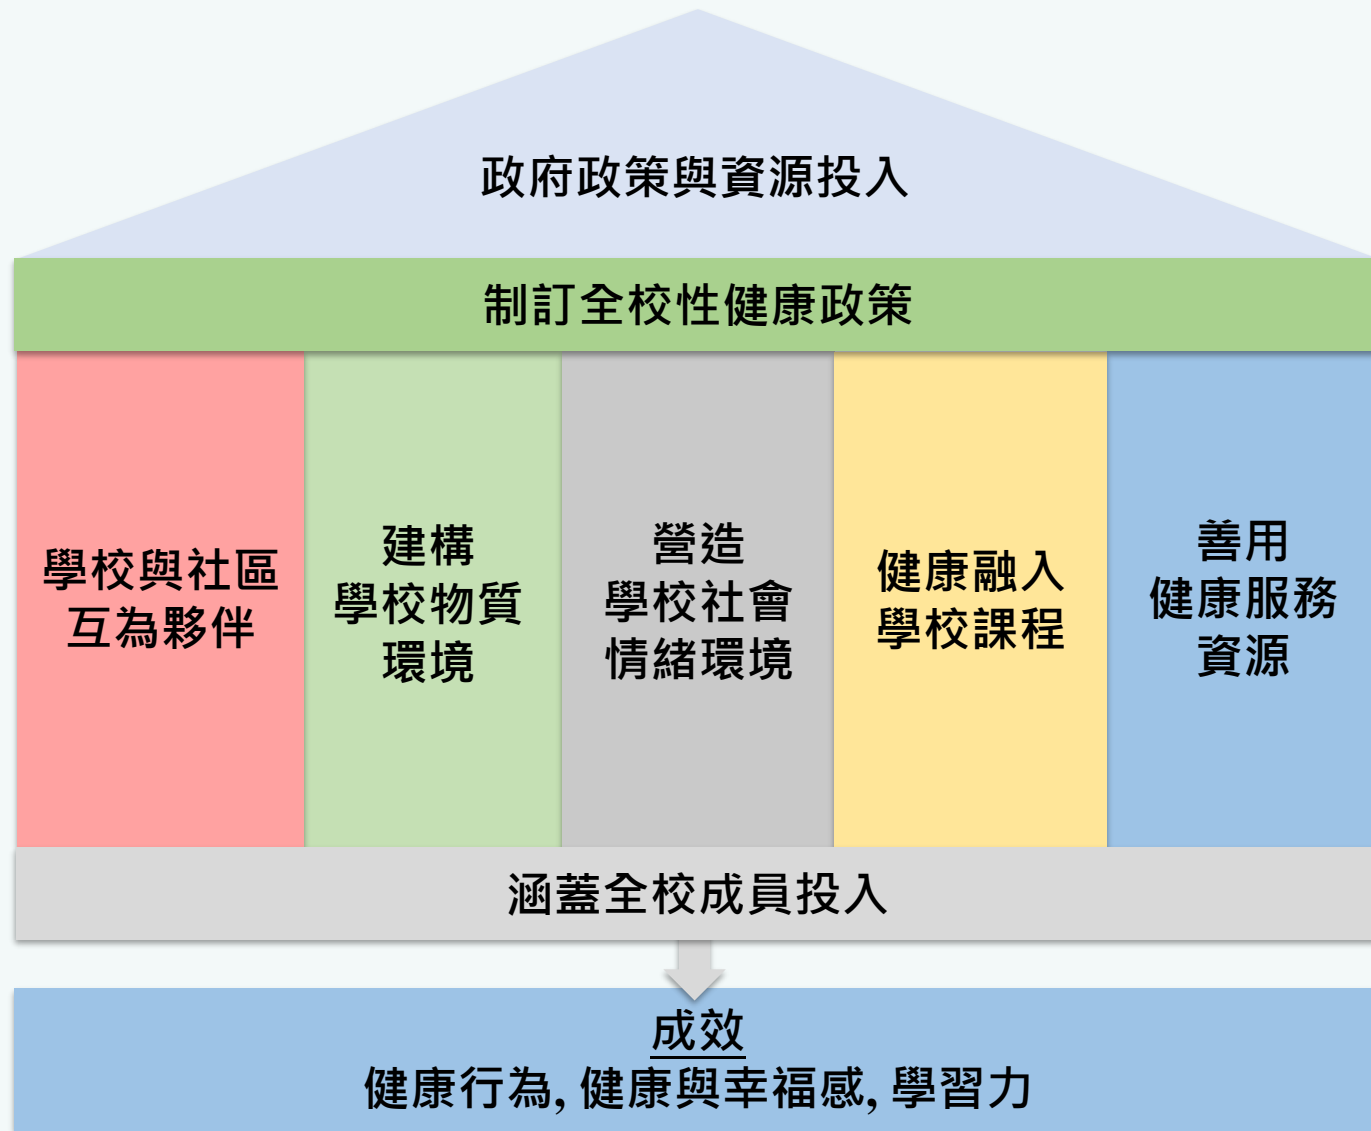 政府政策與資源投入
制訂全校性健康政策
學校與社區
互為夥伴
建構
學校物質
環境
營造
學校社會
情緒環境
健康融入
學校課程
善用
健康服務
資源
涵蓋全校成員投入
成效
健康行為, 健康與幸福感, 學習力